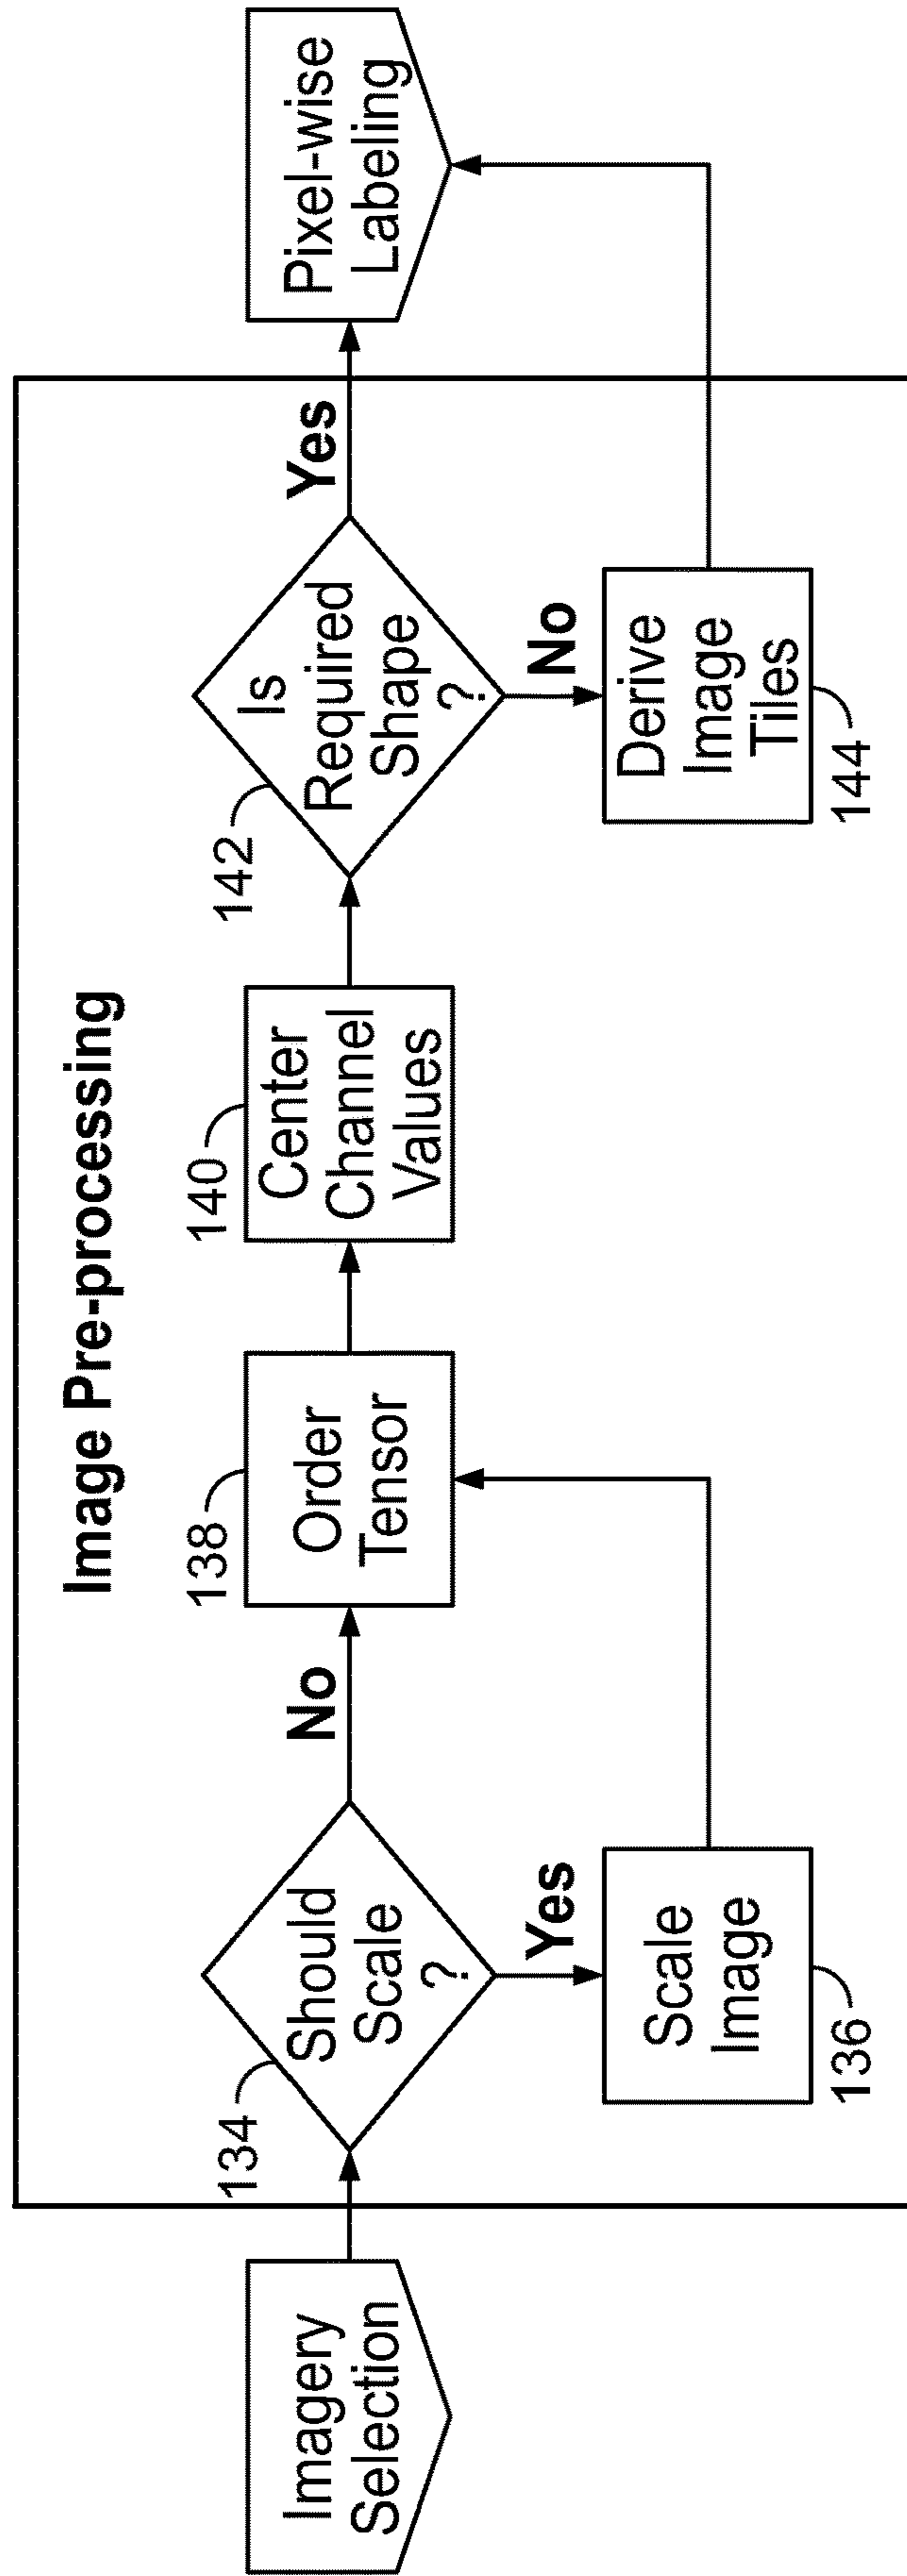 Image Pre-processing
Imagery
Selection
134
Should
Scale
?
No
Yes
Scale
Image
136
138
Order
Tensor
140
Center
Channel
Values
142
Is
Required
Shape
?
Yes
No
Derive
Image
Tiles
144
Pixel-wise
Labeling